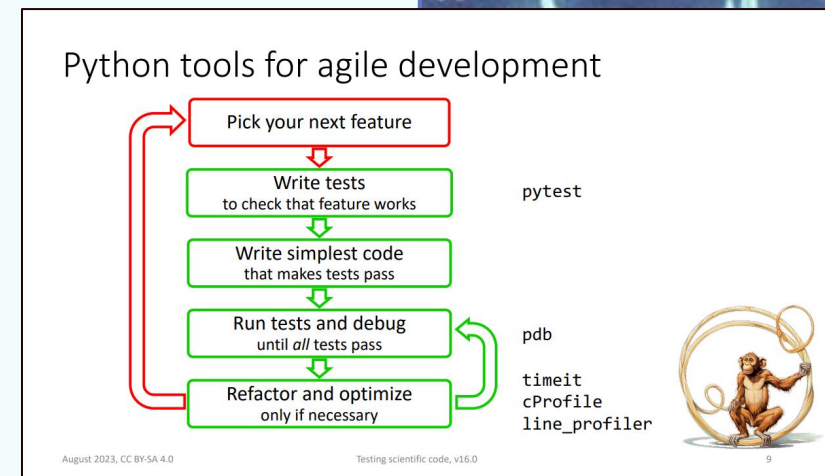 Python tools for agile development
Pick your next feature
Write tests
to check that feature works
pytest
Write simplest code
that makes tests pass
Run tests and debug
until all tests pass
pdb
Refactor and optimize
only if necessary
timeit
cProfile
line_profiler
August 2023, CC BY-SA 4.0
Testing scientific code, v16.0
9